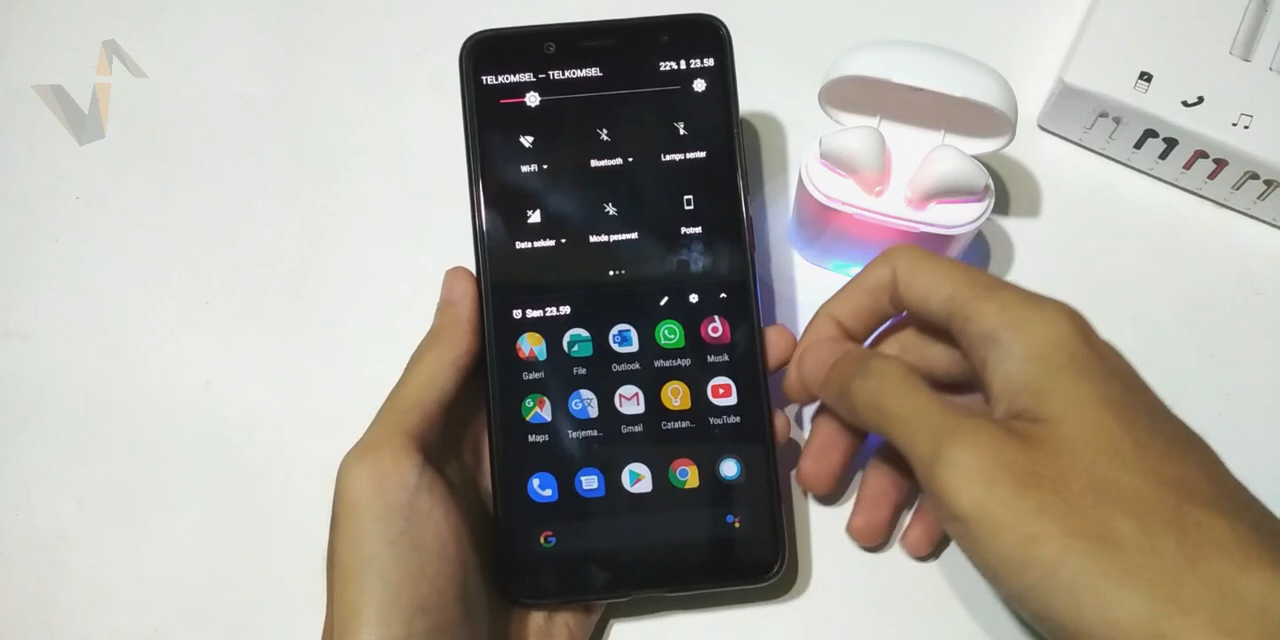 TELKOMSEL — TELKOMSEL
22% 23.58
Wi-Fi
Bluetooth
Lampu senter
Data seluler
Mode pesawat
Potret
Sen 23.59
Galeri
File
Outlook
WhatsApp
Musik
Maps
Terjema...
Gmail
Catatan...
YouTube